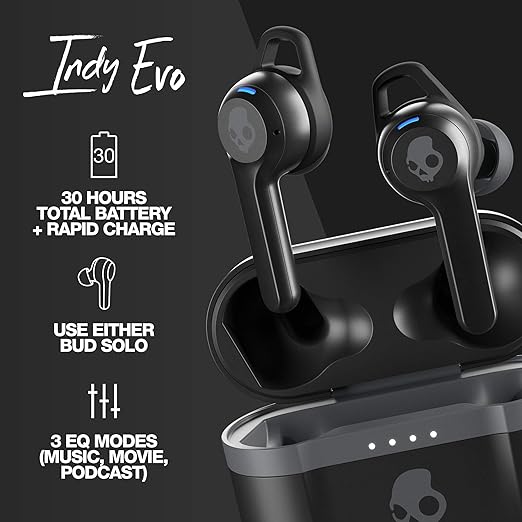 Indy Evo
30
30 HOURS
TOTAL BATTERY
+ RAPID CHARGE
USE EITHER
BUD SOLO
3 EQ MODES
(MUSIC, MOVIE,
PODCAST)